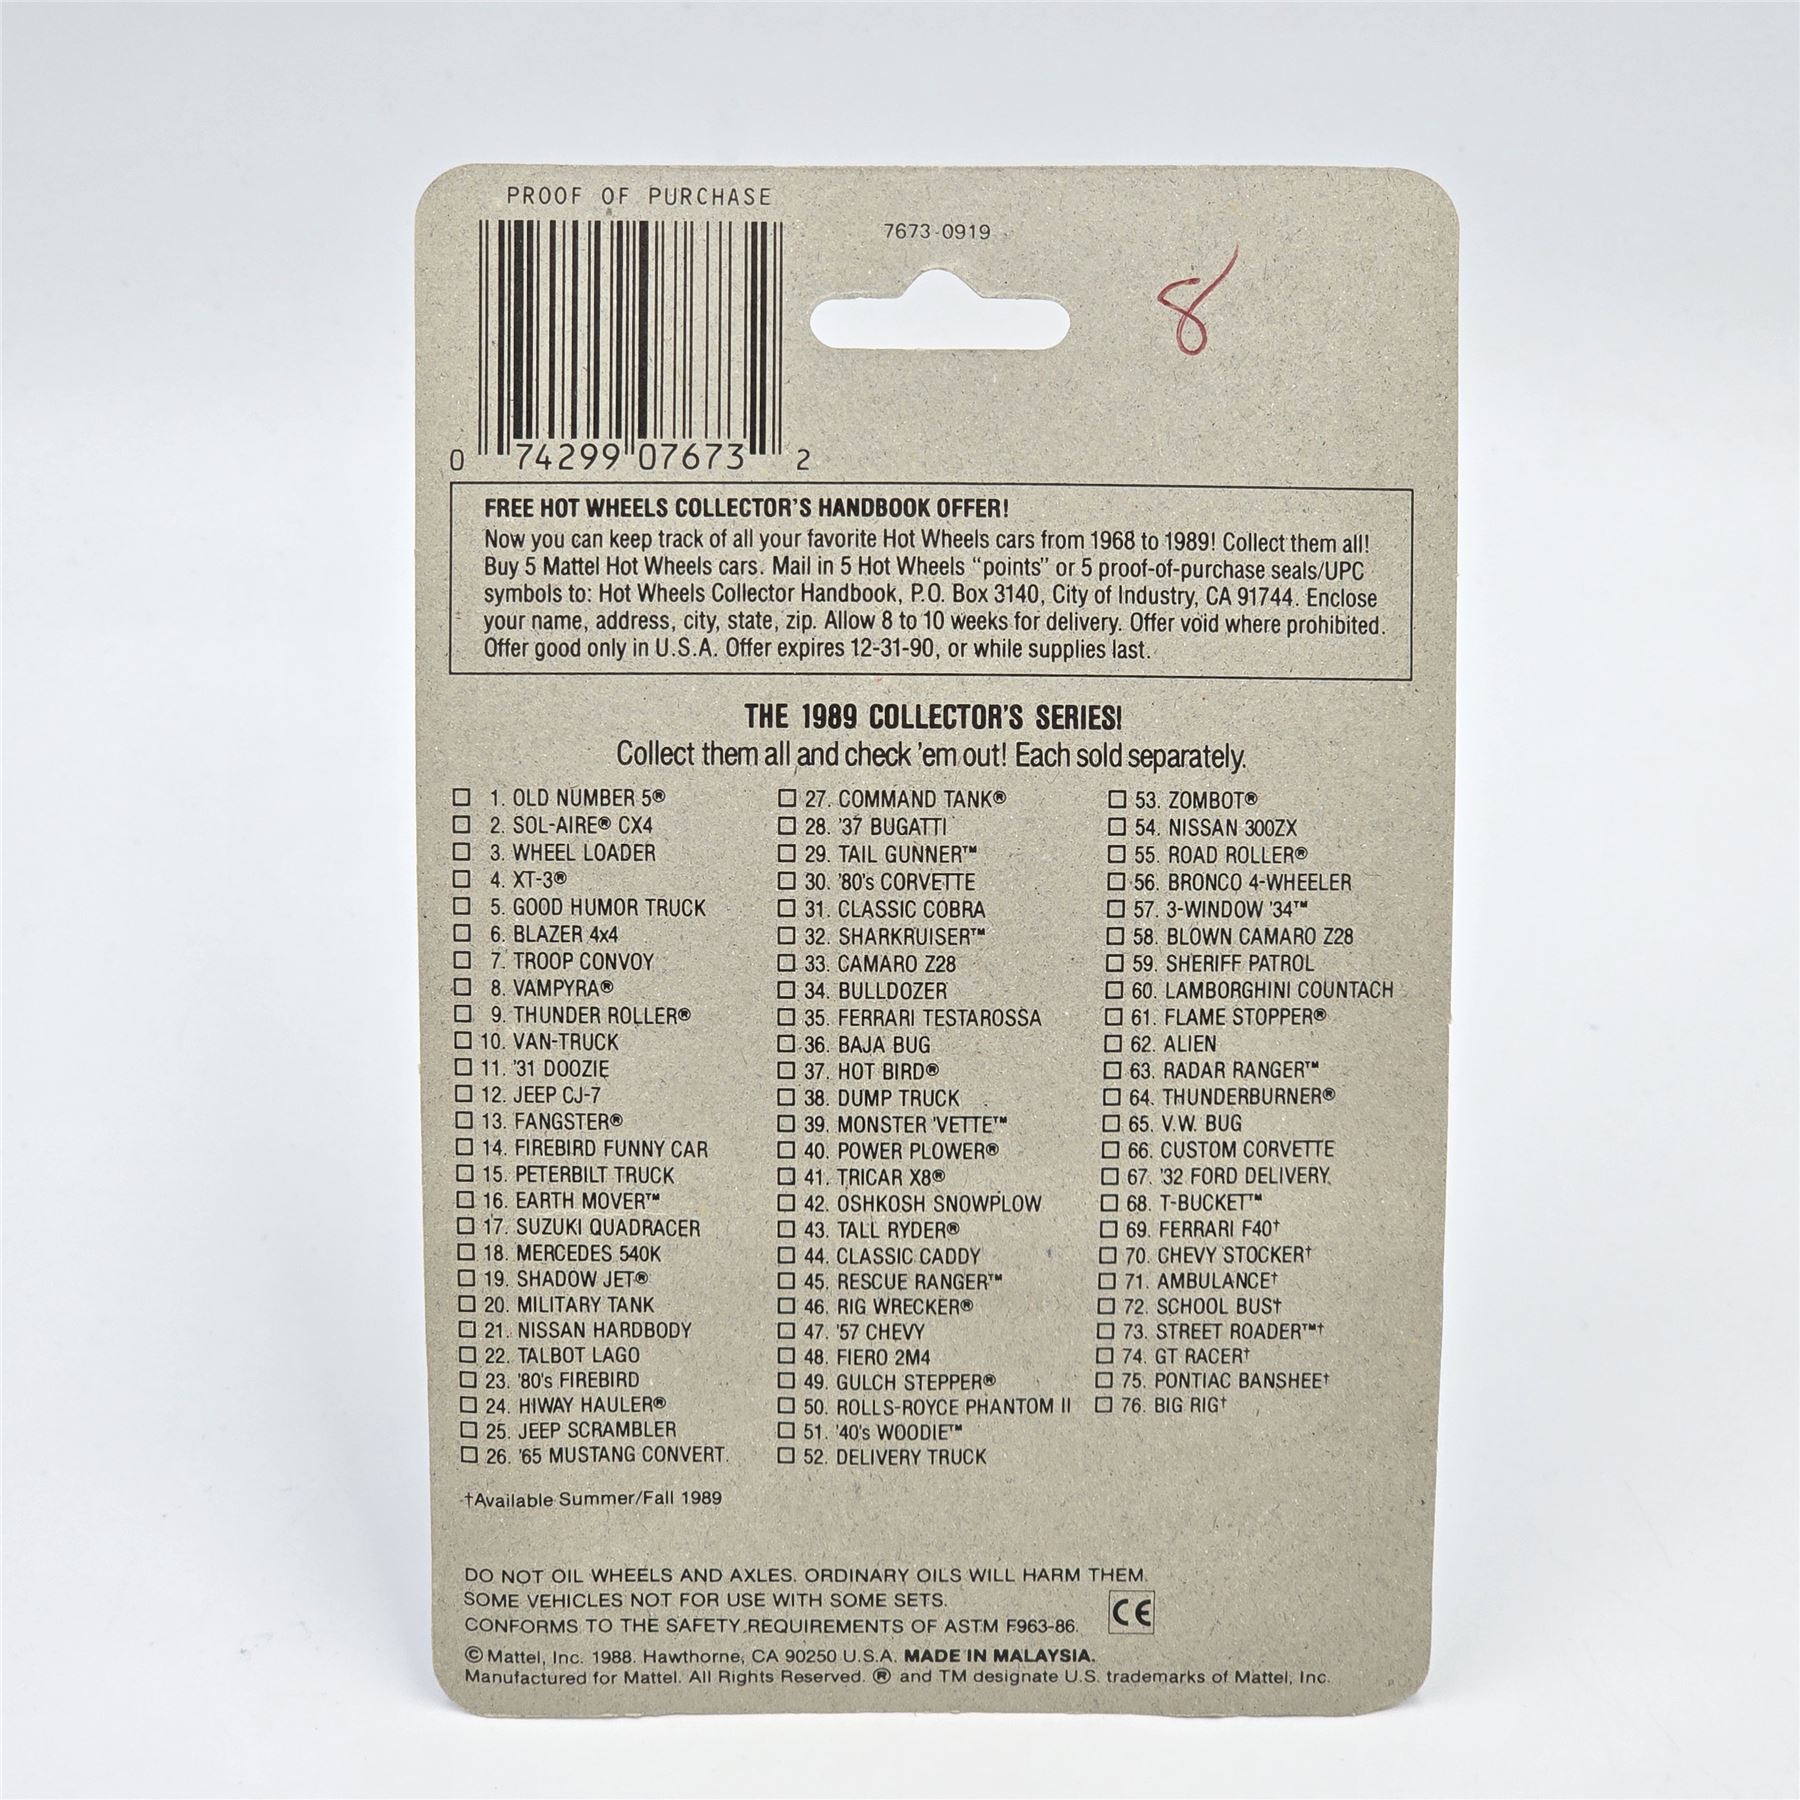 PROOF OF PURCHASE
7673-0919
8
0 74299 07673 2
FREE HOT WHEELS COLLECTOR'S HANDBOOK OFFER!
Now you can keep track of all your favorite Hot Wheels cars from 1968 to 1989! Collect them all!
Buy 5 Mattel Hot Wheels cars. Mail in 5 Hot Wheels "points" or 5 proof-of-purchase seals/UPC
symbols to: Hot Wheels Collector Handbook, P.O. Box 3140, City of Industry, CA 91744. Enclose
your name, address, city, state, zip. Allow 8 to 10 weeks for delivery. Offer void where prohibited.
Offer good only in U.S.A. Offer expires 12-31-90, or while supplies last.
THE 1989 COLLECTOR'S SERIES!
Collect them all and check 'em out! Each sold separately.
1. OLD NUMBER 5®
2. SOL-AIRE® CX4
3. WHEEL LOADER
4. XT-3®
5. GOOD HUMOR TRUCK
6. BLAZER 4x4
7. TROOP CONVOY
8. VAMPYRA®
9. THUNDER ROLLER®
10. VAN-TRUCK
11. '31 DOOZIE
12. JEEP CJ-7
13. FANGSTER®
14. FIREBIRD FUNNY CAR
15. PETERBILT TRUCK
16. EARTH MOVER™
17. SUZUKI QUADRACER
18. MERCEDES 540K
19. SHADOW JET®
20. MILITARY TANK
21. NISSAN HARDBODY
22. TALBOT LAGO
23. '80's FIREBIRD
24. HIWAY HAULER®
25. JEEP SCRAMBLER
26. '65 MUSTANG CONVERT.
27. COMMAND TANK®
28. '37 BUGATTI
29. TAIL GUNNER™
30. '80's CORVETTE
31. CLASSIC COBRA
32. SHARKRUISER™
33. CAMARO Z28
34. BULLDOZER
35. FERRARI TESTAROSSA
36. BAJA BUG
37. HOT BIRD®
38. DUMP TRUCK
39. MONSTER 'VETTE™
40. POWER PLOWER®
41. TRICAR X8®
42. OSHKOSH SNOWPLOW
43. TALL RYDER®
44. CLASSIC CADDY
45. RESCUE RANGER™
46. RIG WRECKER®
47. '57 CHEVY
48. FIERO 2M4
49. GULCH STEPPER®
50. ROLLS-ROYCE PHANTOM II
51. '40's WOODIE™
52. DELIVERY TRUCK
53. ZOMBOT®
54. NISSAN 300ZX
55. ROAD ROLLER®
56. BRONCO 4-WHEELER
57. 3-WINDOW '34™
58. BLOWN CAMARO Z28
59. SHERIFF PATROL
60. LAMBORGHINI COUNTACH
61. FLAME STOPPER®
62. ALIEN
63. RADAR RANGER™
64. THUNDERBURNER®
65. V.W. BUG
66. CUSTOM CORVETTE
67. '32 FORD DELIVERY
68. T-BUCKET™
69. FERRARI F40†
70. CHEVY STOCKER†
71. AMBULANCE†
72. SCHOOL BUS†
73. STREET ROADER™†
74. GT RACER†
75. PONTIAC BANSHEE†
76. BIG RIG†
†Available Summer/Fall 1989
DO NOT OIL WHEELS AND AXLES. ORDINARY OILS WILL HARM THEM.
SOME VEHICLES NOT FOR USE WITH SOME SETS.
CONFORMS TO THE SAFETY REQUIREMENTS OF ASTM F963-86.
CE
© Mattel, Inc. 1988. Hawthorne, CA 90250 U.S.A. MADE IN MALAYSIA.
Manufactured for Mattel. All Rights Reserved. ® and TM designate U.S. trademarks of Mattel, Inc.